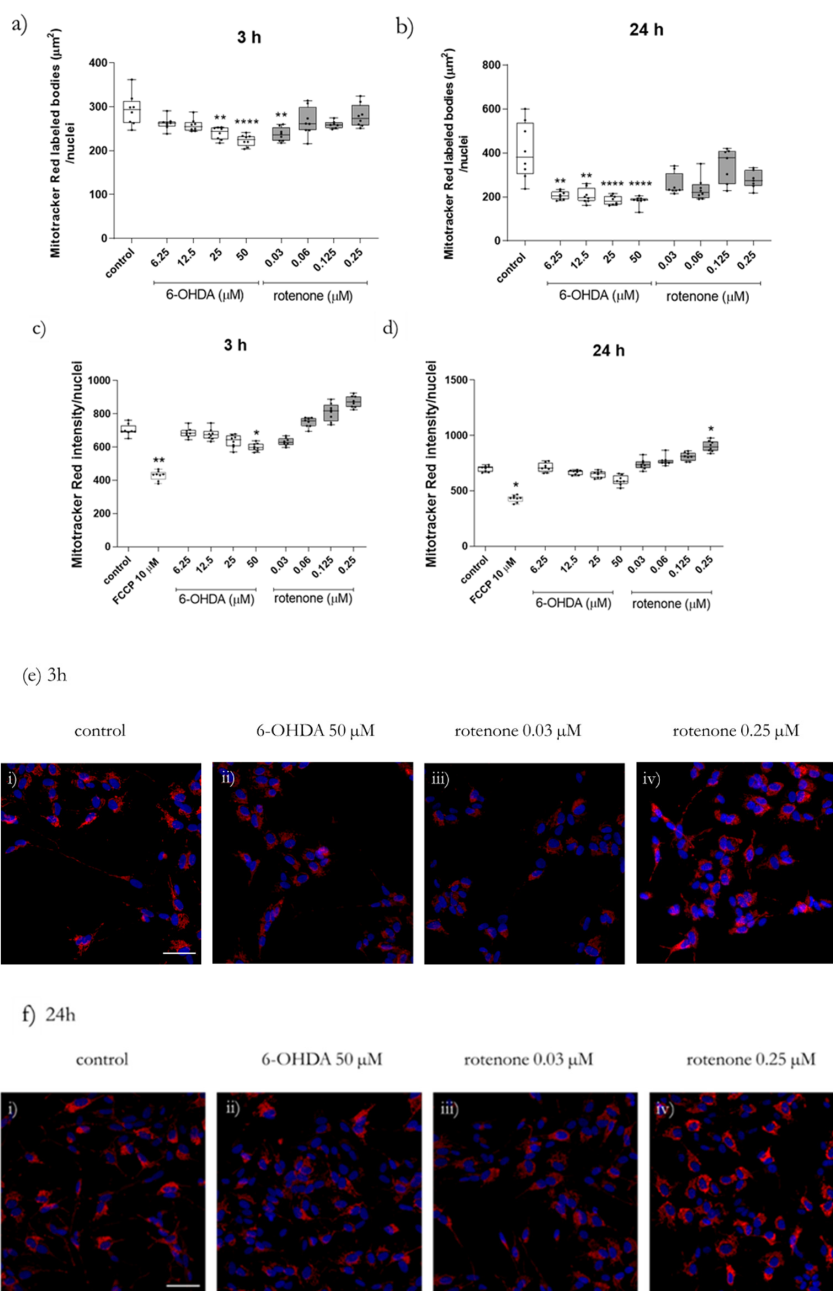 a)
3 h
Mitotracker Red labeled bodies (μm²)
/nuclei
400
300
200
100
0
** **** **
control 6.25 12.5 25 50 0.03 0.06 0.125 0.25
6-OHDA (μM) rotenone (μM)
b)
24 h
Mitotracker Red labeled bodies (μm²)
/nuclei
800
600
400
200
0
** ** **** ****
control 6.25 12.5 25 50 0.03 0.06 0.125 0.25
6-OHDA (μM) rotenone (μM)
c)
3 h
Mitotracker Red intensity/nuclei
1000
800
600
400
200
0
** *
control FCCP 10 μM 6.25 12.5 25 50 0.03 0.06 0.125 0.25
6-OHDA (μM) rotenone (μM)
d)
24 h
Mitotracker Red intensity/nuclei
1500
1000
500
0
* *
control FCCP 10 μM 6.25 12.5 25 50 0.03 0.06 0.125 0.25
6-OHDA (μM) rotenone (μM)
(e) 3h
control 6-OHDA 50 μM rotenone 0.03 μM rotenone 0.25 μM
i) ii) iii) iv)
f) 24h
control 6-OHDA 50 μM rotenone 0.03 μM rotenone 0.25 μM
i) ii) iii) iv)